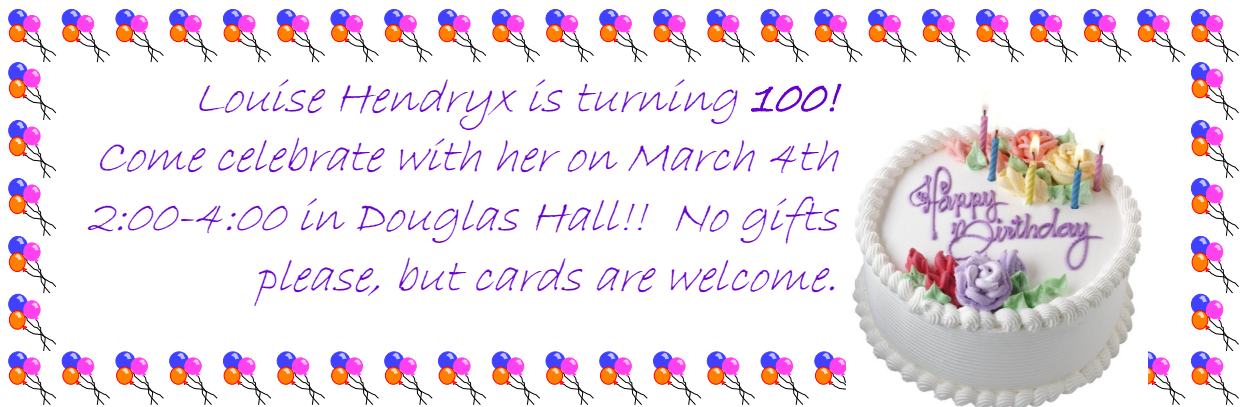 Louise Hendryx is turning 100!
Come celebrate with her on March 4th
2:00-4:00 in Douglas Hall!! No gifts
please, but cards are welcome.
Happy
Birthday